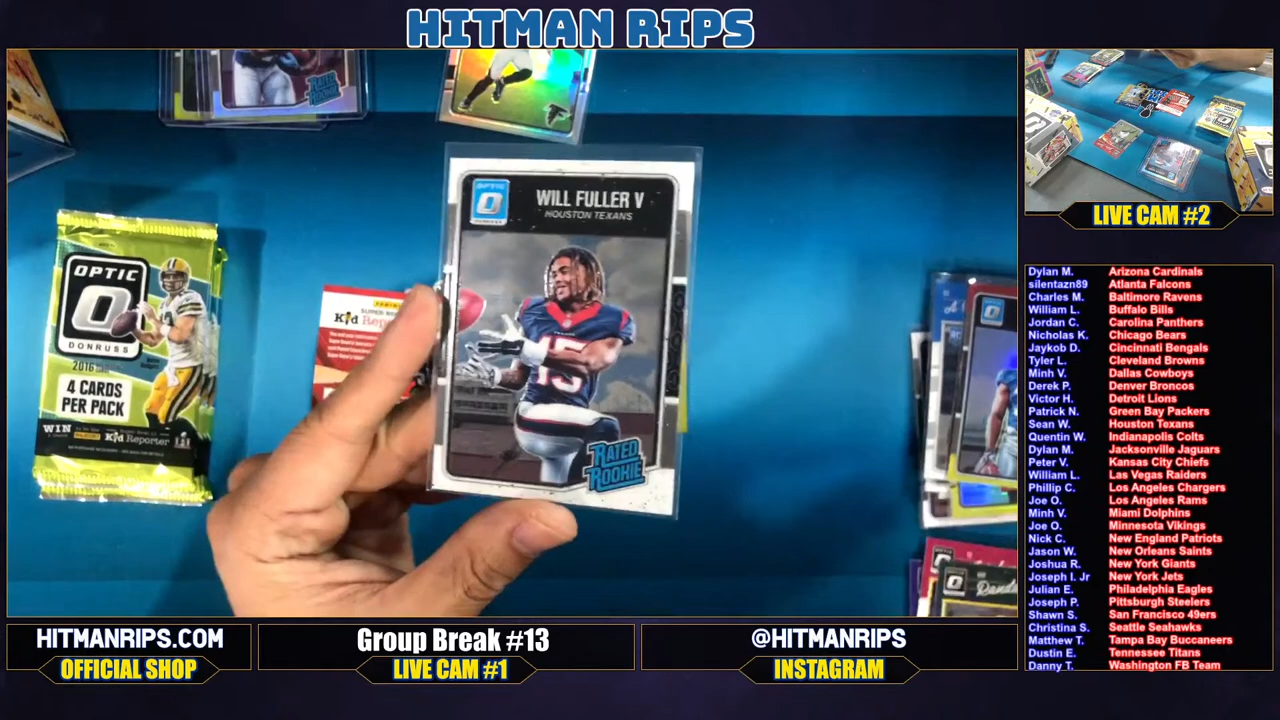 HITMAN RIPS
RATED
ROOKIE
OPTIC
WILL FULLER V
HOUSTON TEXANS
15
RATED
ROOKIE
OPTIC
DONRUSS
2016
4 CARDS
PER PACK
WIN
Kid Reporter
PANINI
Kid
LIVE CAM #2
Dylan M. Arizona Cardinals
silentazn89 Atlanta Falcons
Charles M. Baltimore Ravens
William L. Buffalo Bills
Jordan C. Carolina Panthers
Nicholas K. Chicago Bears
Jaykob D. Cincinnati Bengals
Tyler L. Cleveland Browns
Minh V. Dallas Cowboys
Derek P. Denver Broncos
Victor H. Detroit Lions
Patrick N. Green Bay Packers
Sean W. Houston Texans
Quentin W. Indianapolis Colts
Dylan M. Jacksonville Jaguars
Peter V. Kansas City Chiefs
William L. Las Vegas Raiders
Phillip C. Los Angeles Chargers
Joe O. Los Angeles Rams
Minh V. Miami Dolphins
Joe O. Minnesota Vikings
Nick C. New England Patriots
Jason W. New Orleans Saints
Joshua R. New York Giants
Joseph I. Jr New York Jets
Julian E. Philadelphia Eagles
Joseph P. Pittsburgh Steelers
Shawn S. San Francisco 49ers
Christina S. Seattle Seahawks
Matthew T. Tampa Bay Buccaneers
Dustin E. Tennessee Titans
Danny T. Washington FB Team
HITMANRIPS.COM
OFFICIAL SHOP
Group Break #13
LIVE CAM #1
@HITMANRIPS
INSTAGRAM